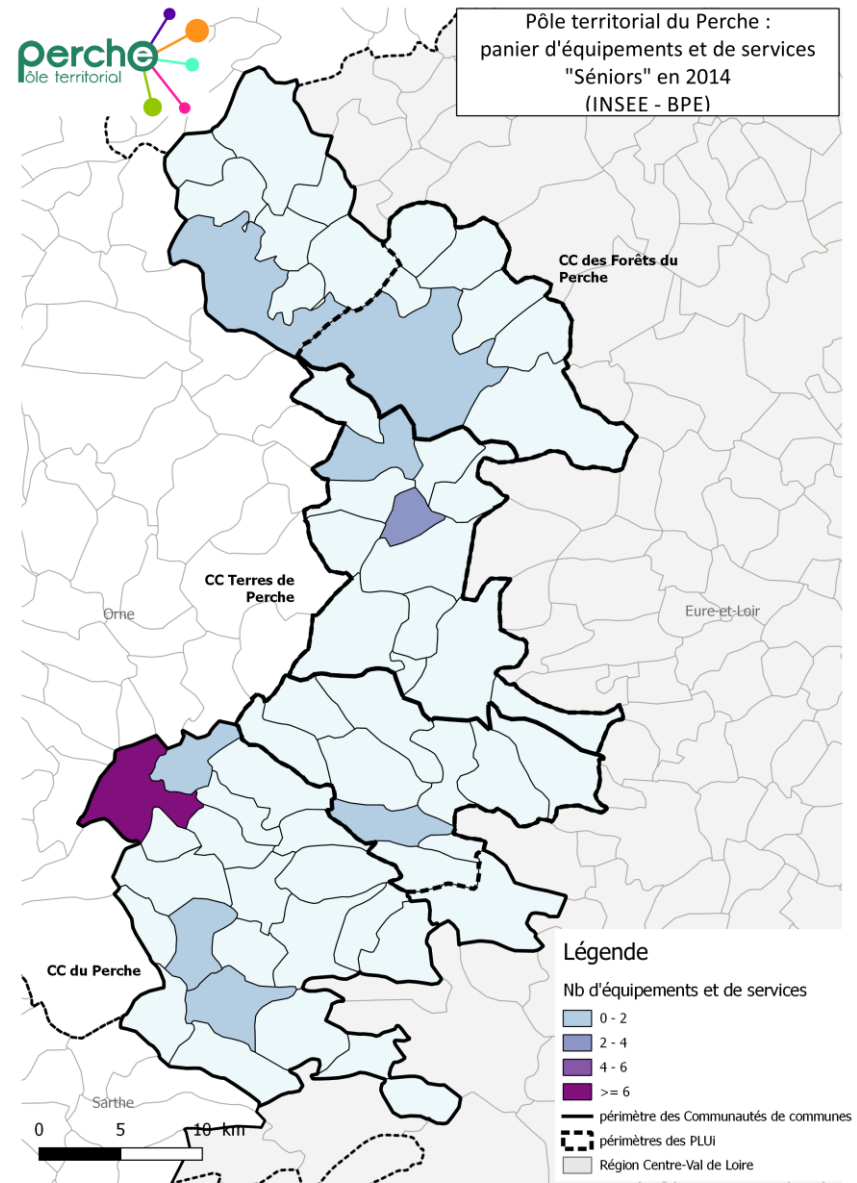 perche
Pôle territorial
Pôle territorial du Perche :
panier d'équipements et de services
"Séniors" en 2014
(INSEE - BPE)
CC des Forêts du
Perche
CC Terres de
Perche
Orne
Eure-et-Loir
CC du Perche
Sarthe
0 5 10 km
Légende
Nb d'équipements et de services
0 - 2
2 - 4
4 - 6
>= 6
périmètre des Communautés de communes
périmètres des PLUi
Région Centre-Val de Loire